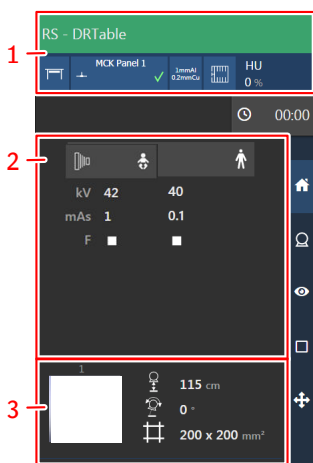 RS - DRTable
1
MCK Panel 1
1mmAl
0.2mmCu
HU
0 %
00:00
2
kV 42 40
mAs 1 0.1
F
3
1
115 cm
0 °
200 x 200 mm²